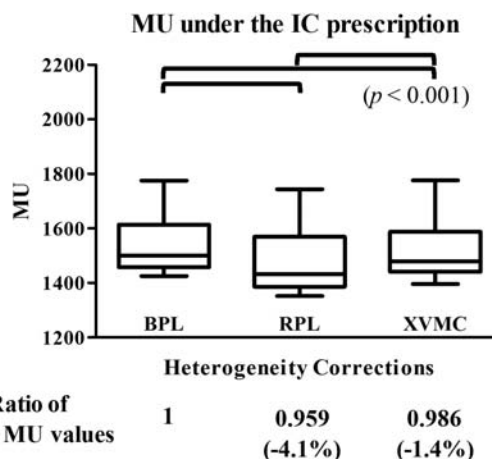 MU under the IC prescription
2200
(p < 0.001)
2000
1800
MU
1600
1400
1200
BPL RPL XVMC
Heterogeneity Corrections
Ratio of 1 0.959 0.986
MU values (-4.1%) (-1.4%)